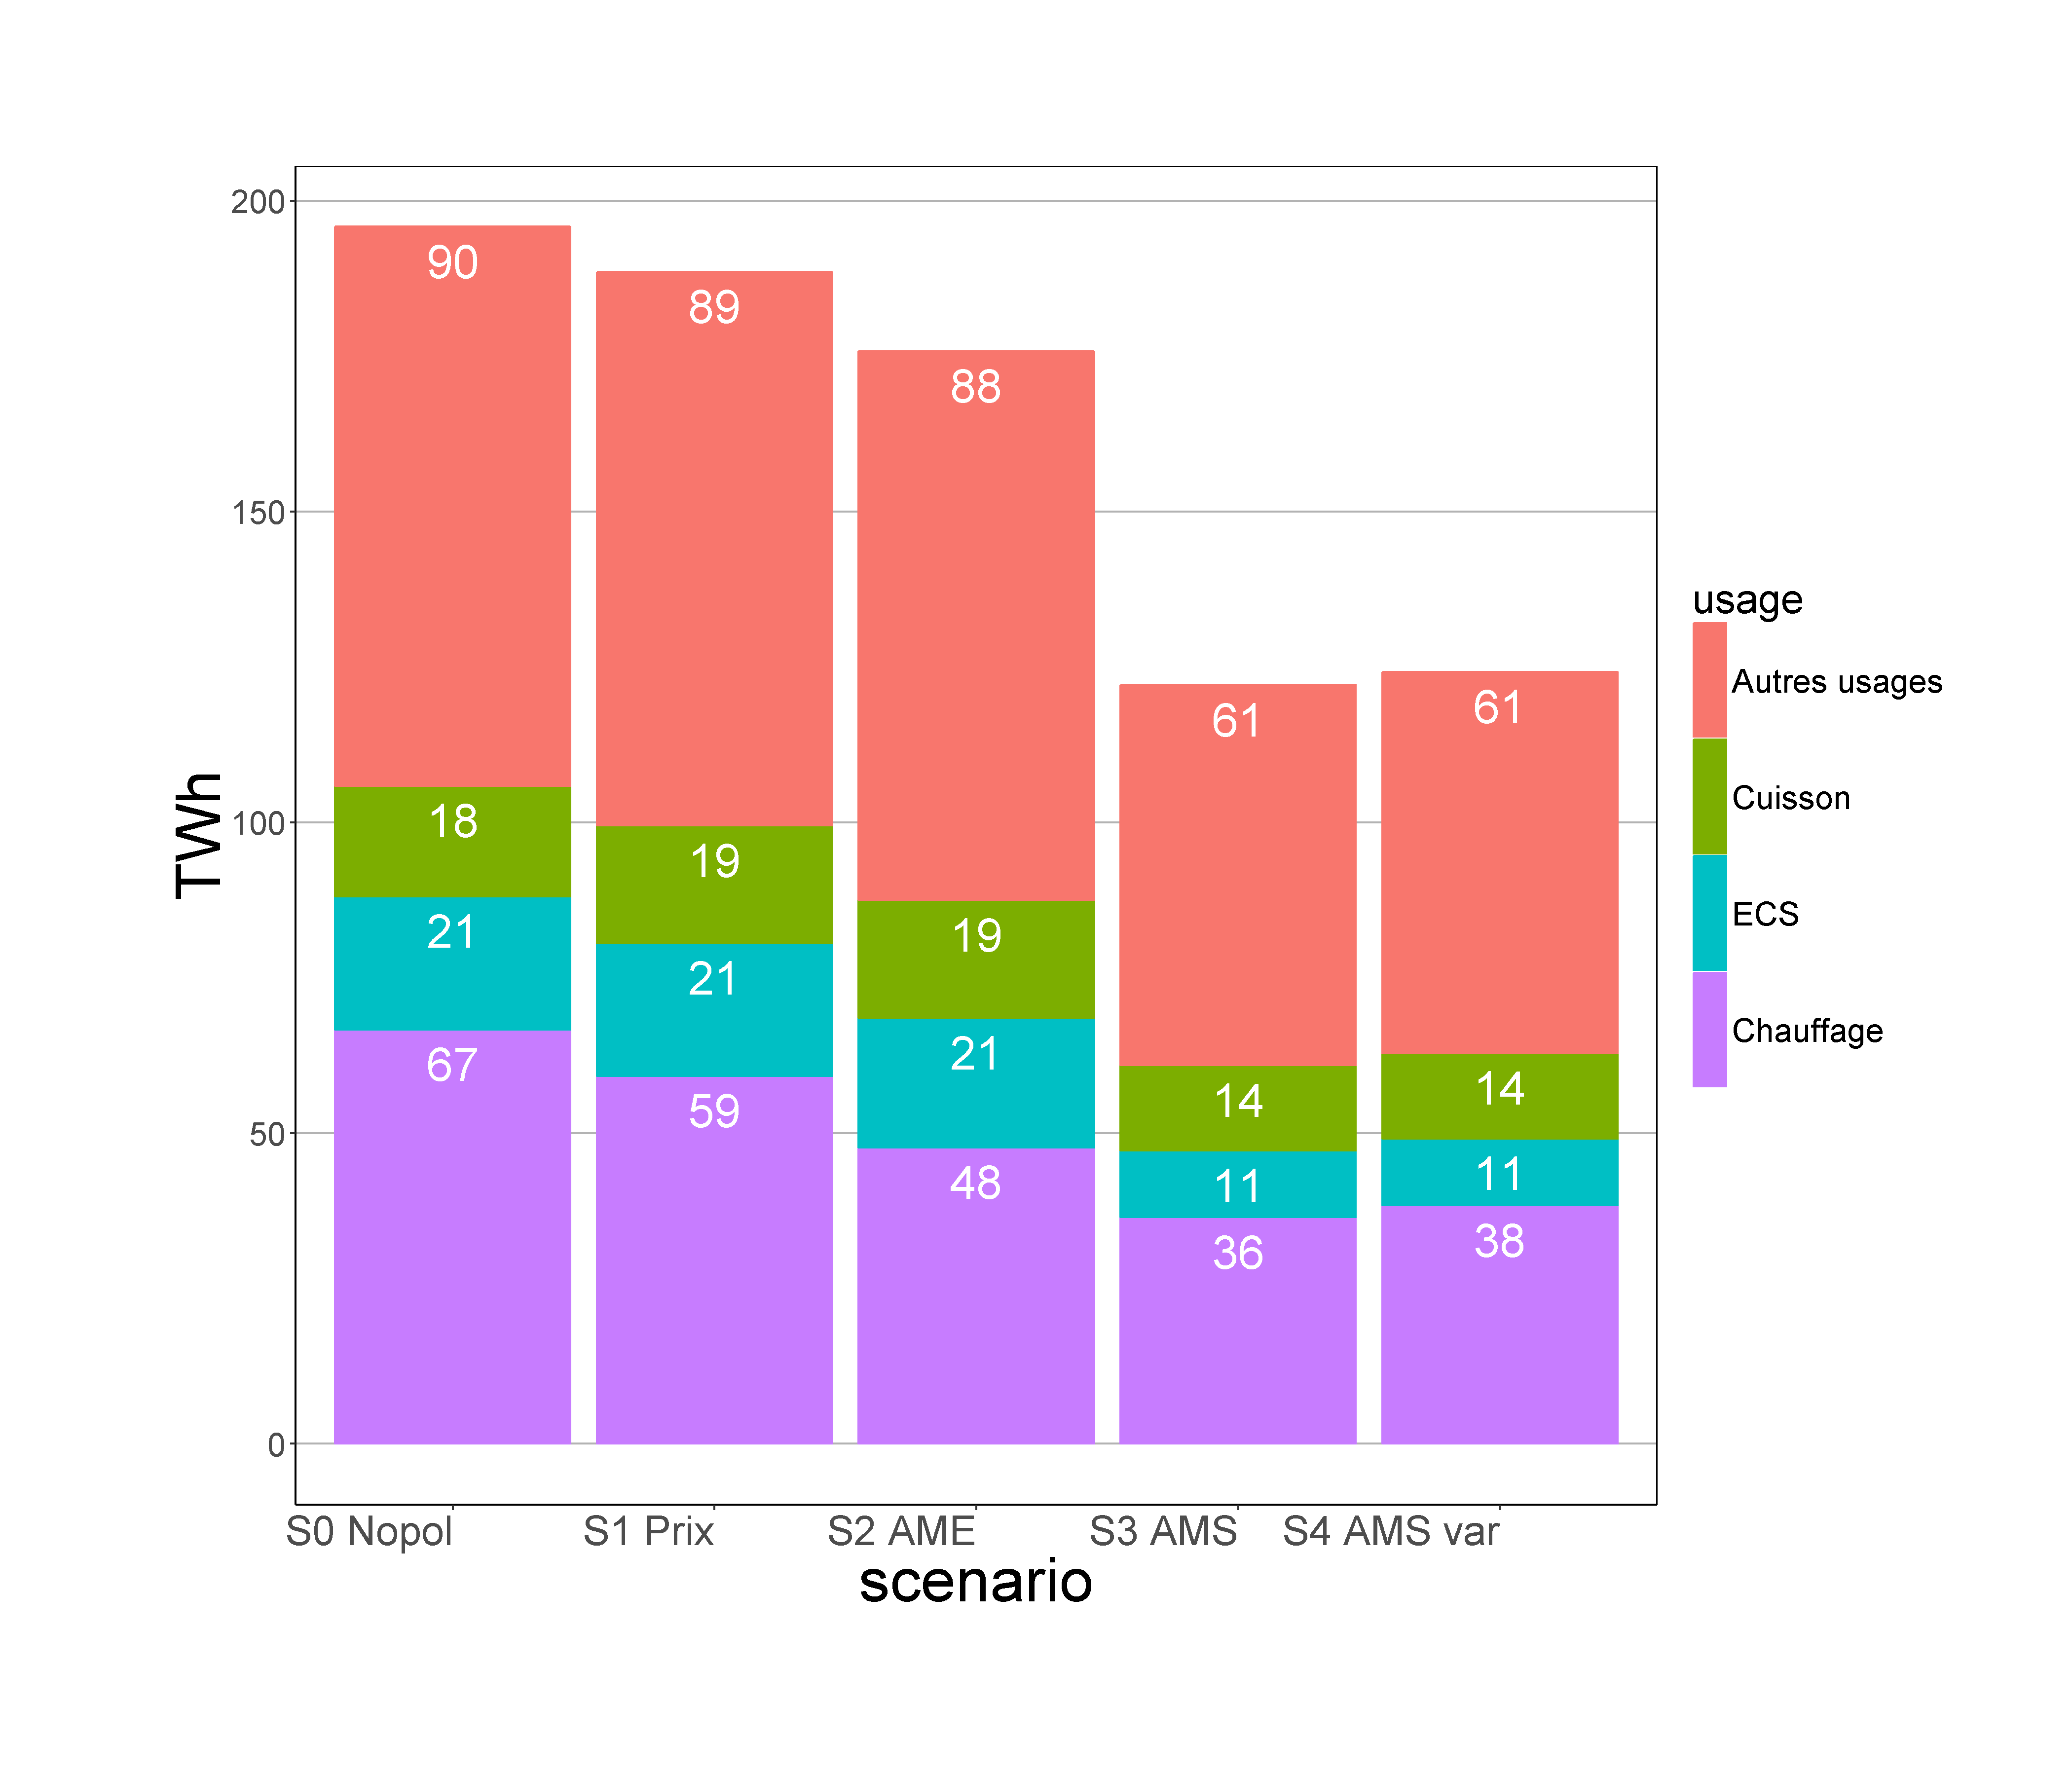 200
150
100
50
0
TWh
90
18
21
67
89
19
21
59
88
19
21
48
61
14
11
36
61
14
11
38
S0 Nopol
S1 Prix
S2 AME
S3 AMS
S4 AMS var
scenario
usage
Autres usages
Cuisson
ECS
Chauffage